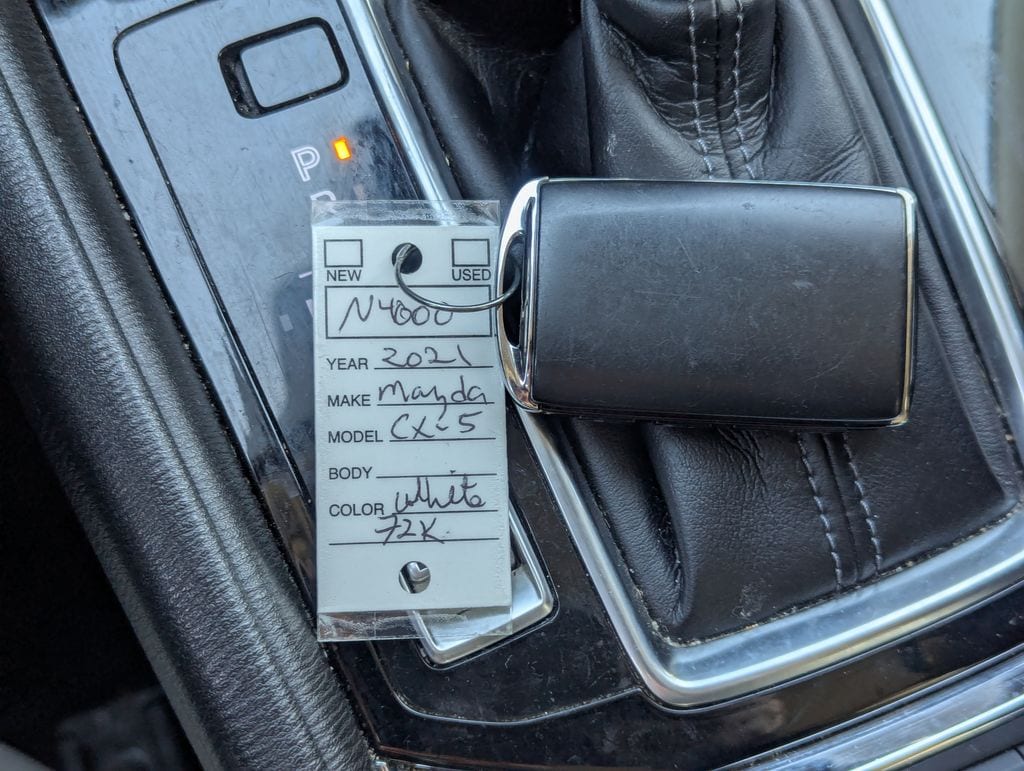 P
R
NEW USED
N4000
YEAR 2021
MAKE Mazda
MODEL CX-5
BODY
COLOR white
72K